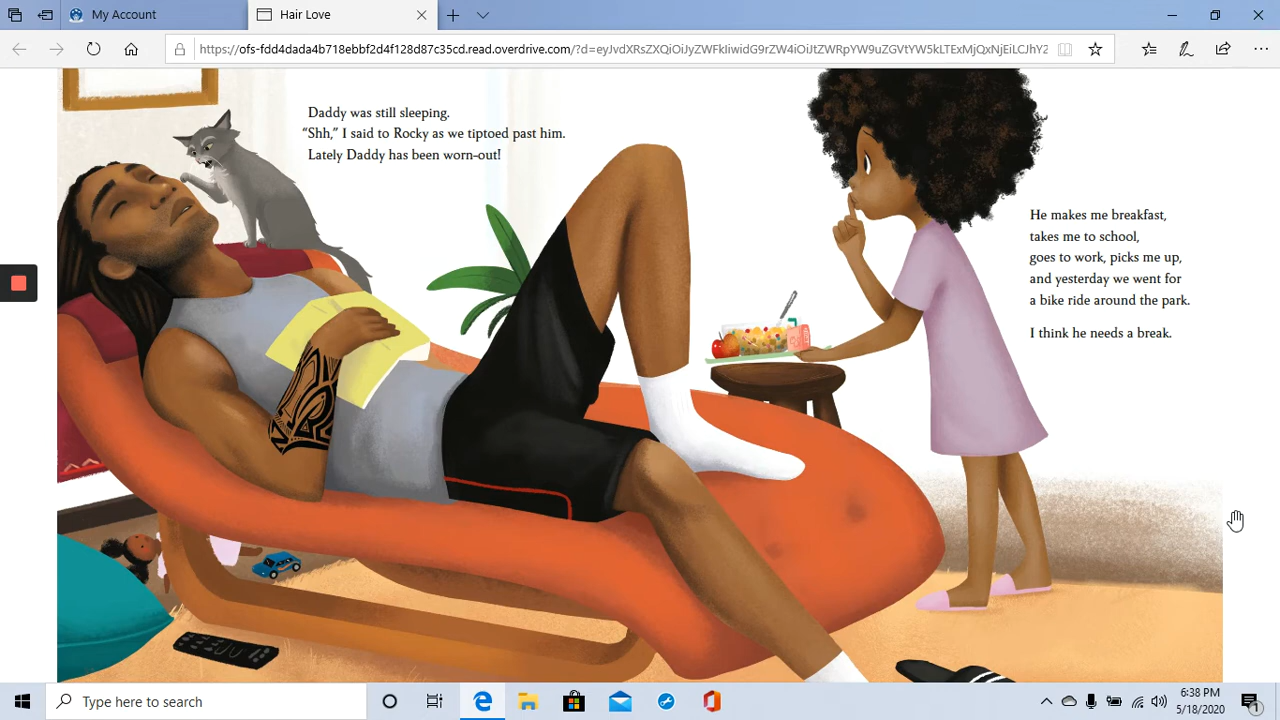 My Account
Hair Love
https://ofs-fdd4dada4b718ebbf2d4f128d87c35cd.read.overdrive.com/?d=eyJvdXRsZXQiOiJyZWFkIiwidG9rZW4iOiJtZWRpYW9uZGVtYW5kLTExMjQxNjEiLCJhY2
Daddy was still sleeping.
“Shh,” I said to Rocky as we tiptoed past him.
Lately Daddy has been worn-out!
He makes me breakfast,
takes me to school,
goes to work, picks me up,
and yesterday we went for
a bike ride around the park.
I think he needs a break.
Type here to search
6:38 PM
5/18/2020
1